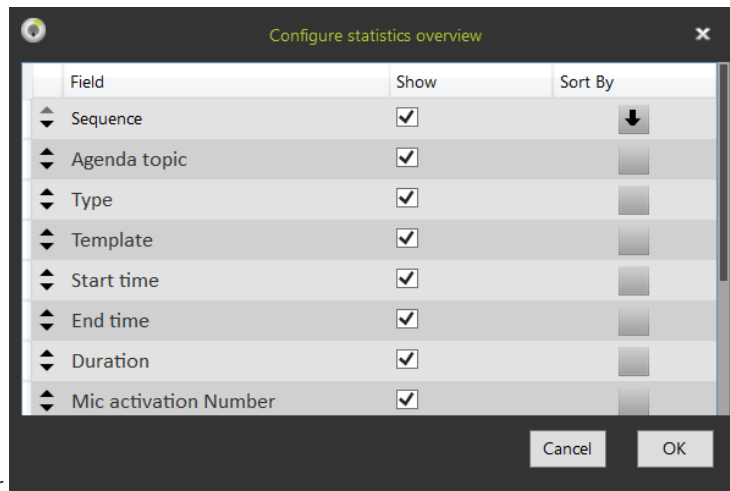 Configure statistics overview
Field Show Sort By
Sequence
Agenda topic
Type
Template
Start time
End time
Duration
Mic activation Number
Cancel OK
r